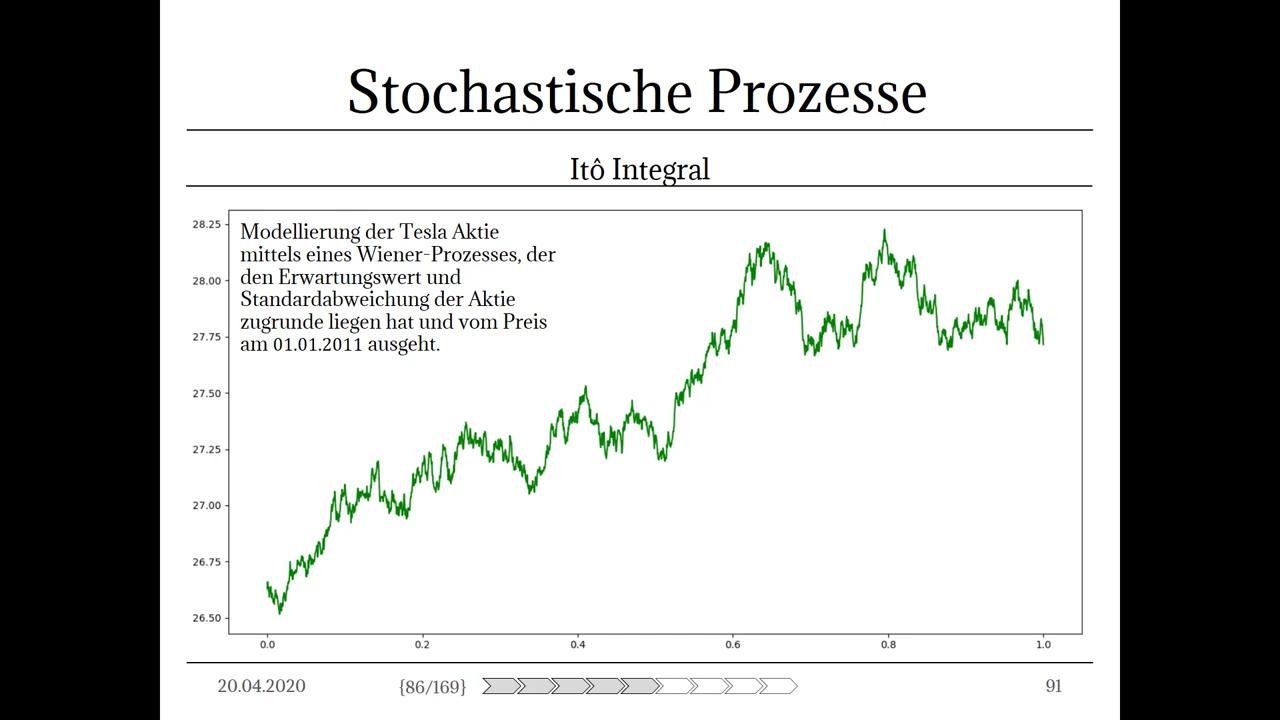 Stochastische Prozesse
Itô Integral
Modellierung der Tesla Aktie
mittels eines Wiener-Prozesses, der
den Erwartungswert und
Standardabweichung der Aktie
zugrunde liegen hat und vom Preis
am 01.01.2011 ausgeht.
28.25
28.00
27.75
27.50
27.25
27.00
26.75
26.50
0.0 0.2 0.4 0.6 0.8 1.0
20.04.2020 {86/169} 91